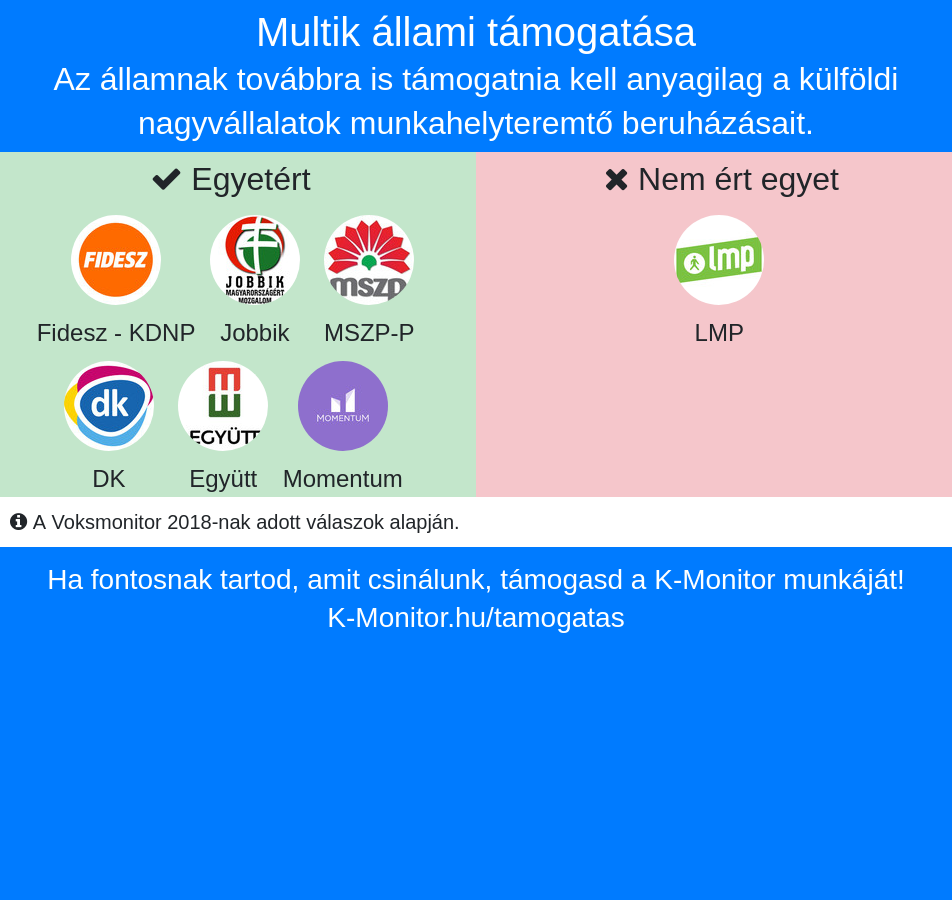 Multik állami támogatása
Az államnak továbbra is támogatnia kell anyagilag a külföldi
nagyvállalatok munkahelyteremtő beruházásait.
Egyetért
Nem ért egyet
FIDESZ
JOBBIK
MAGYARORSZÁGÉRT
MOZGALOM
mszp
lmp
Fidesz - KDNP
Jobbik
MSZP-P
LMP
dk
EGYÜTT
MOMENTUM
DK
Együtt
Momentum
A Voksmonitor 2018-nak adott válaszok alapján.
Ha fontosnak tartod, amit csinálunk, támogasd a K-Monitor munkáját!
K-Monitor.hu/tamogatas